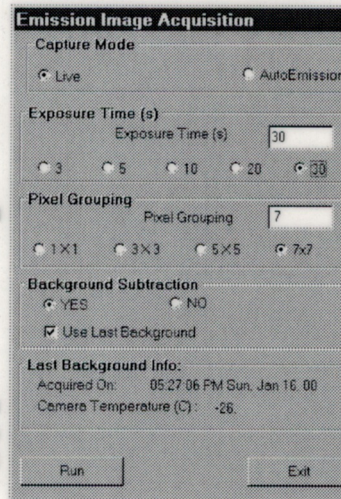 Emission Image Acquisition
Capture Mode
Live AutoEmission
Exposure Time (s)
Exposure Time (s) 30
3 5 10 20 30
Pixel Grouping
Pixel Grouping 7
1X1 3X3 5X5 7x7
Background Subtraction
YES NO
Use Last Background
Last Background Info:
Acquired On: 05:27:06 PM Sun, Jan 16, 00
Camera Temperature (C) : -26.
Run Exit